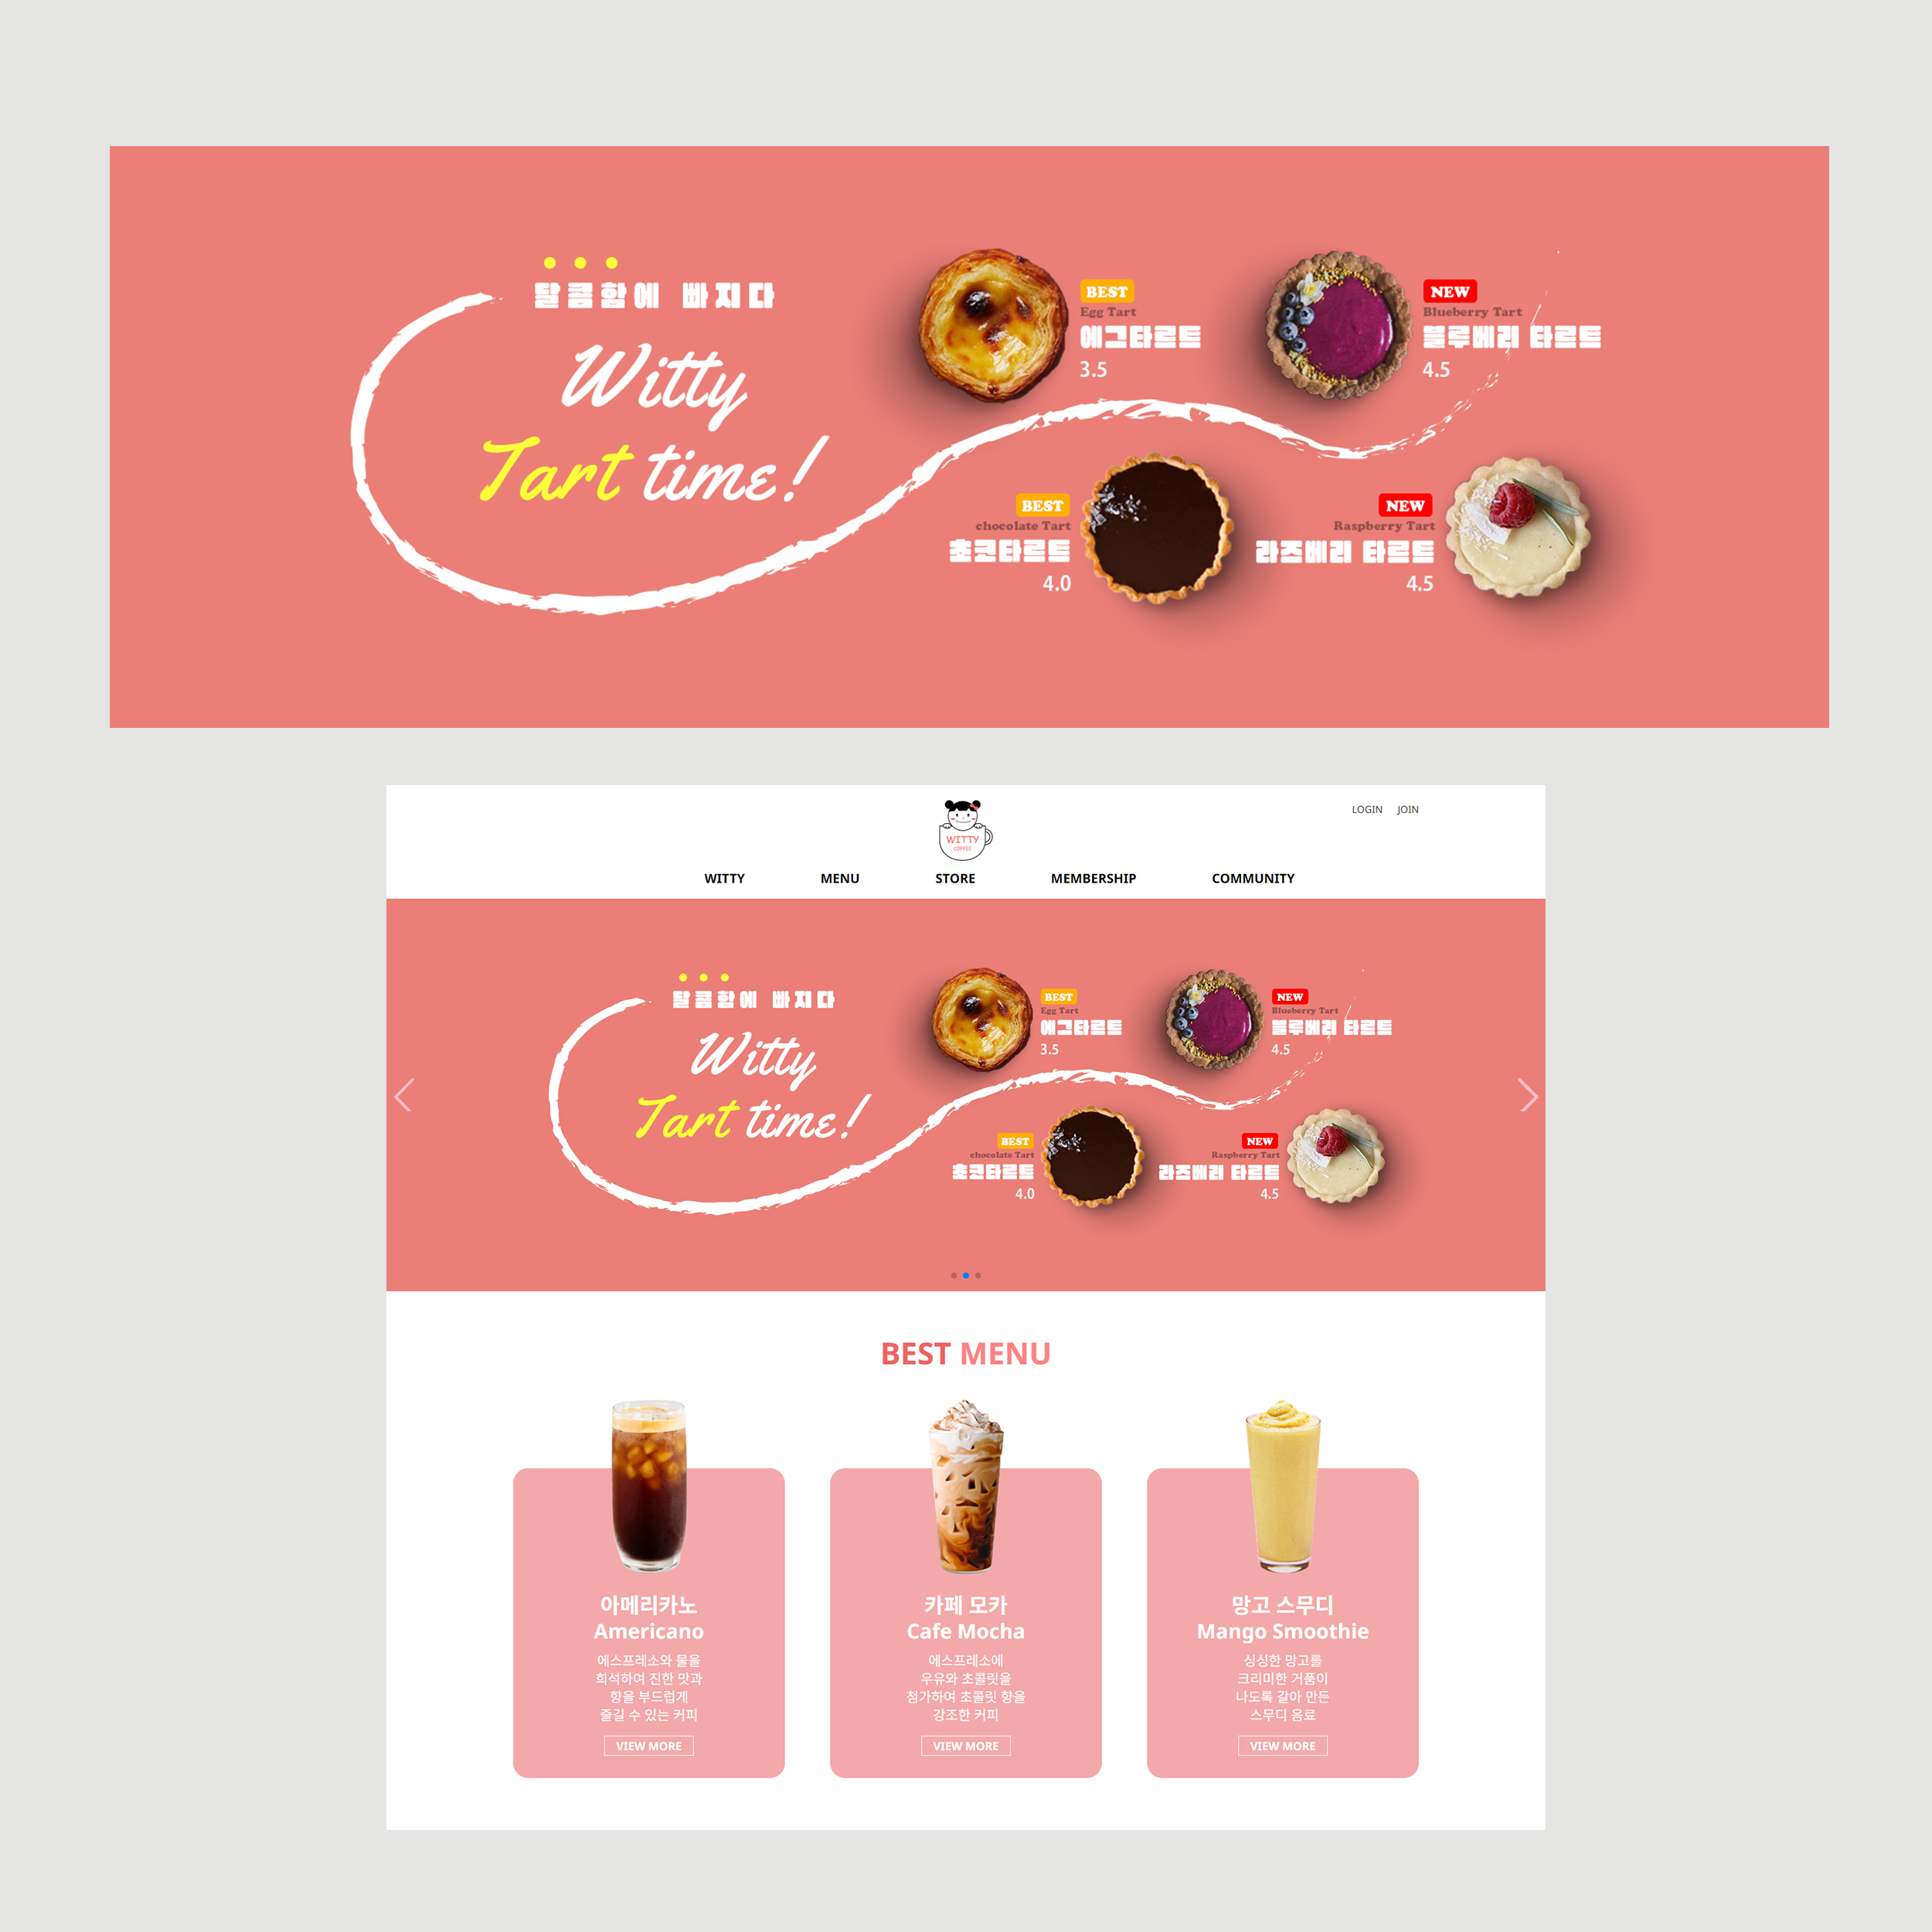 달콤함에 빠지다
Witty
Tart time!
BEST
Egg Tart
에그타르트
3.5
NEW
Blueberry Tart
블루베리 타르트
4.5
BEST
chocolate Tart
초코타르트
4.0
NEW
Raspberry Tart
라즈베리 타르트
4.5
WITTY
COFFEE
LOGIN JOIN
WITTY MENU STORE MEMBERSHIP COMMUNITY
달콤함에 빠지다
Witty
Tart time!
BEST
Egg Tart
에그타르트
3.5
NEW
Blueberry Tart
블루베리 타르트
4.5
BEST
chocolate Tart
초코타르트
4.0
NEW
Raspberry Tart
라즈베리 타르트
4.5
BEST MENU
아메리카노
Americano
에스프레소와 물을
희석하여 진한 맛과
향을 부드럽게
즐길 수 있는 커피
VIEW MORE
카페 모카
Cafe Mocha
에스프레소에
우유와 초콜릿을
첨가하여 초콜릿 향을
강조한 커피
VIEW MORE
망고 스무디
Mango Smoothie
싱싱한 망고를
크리미한 거품이
나도록 갈아 만든
스무디 음료
VIEW MORE